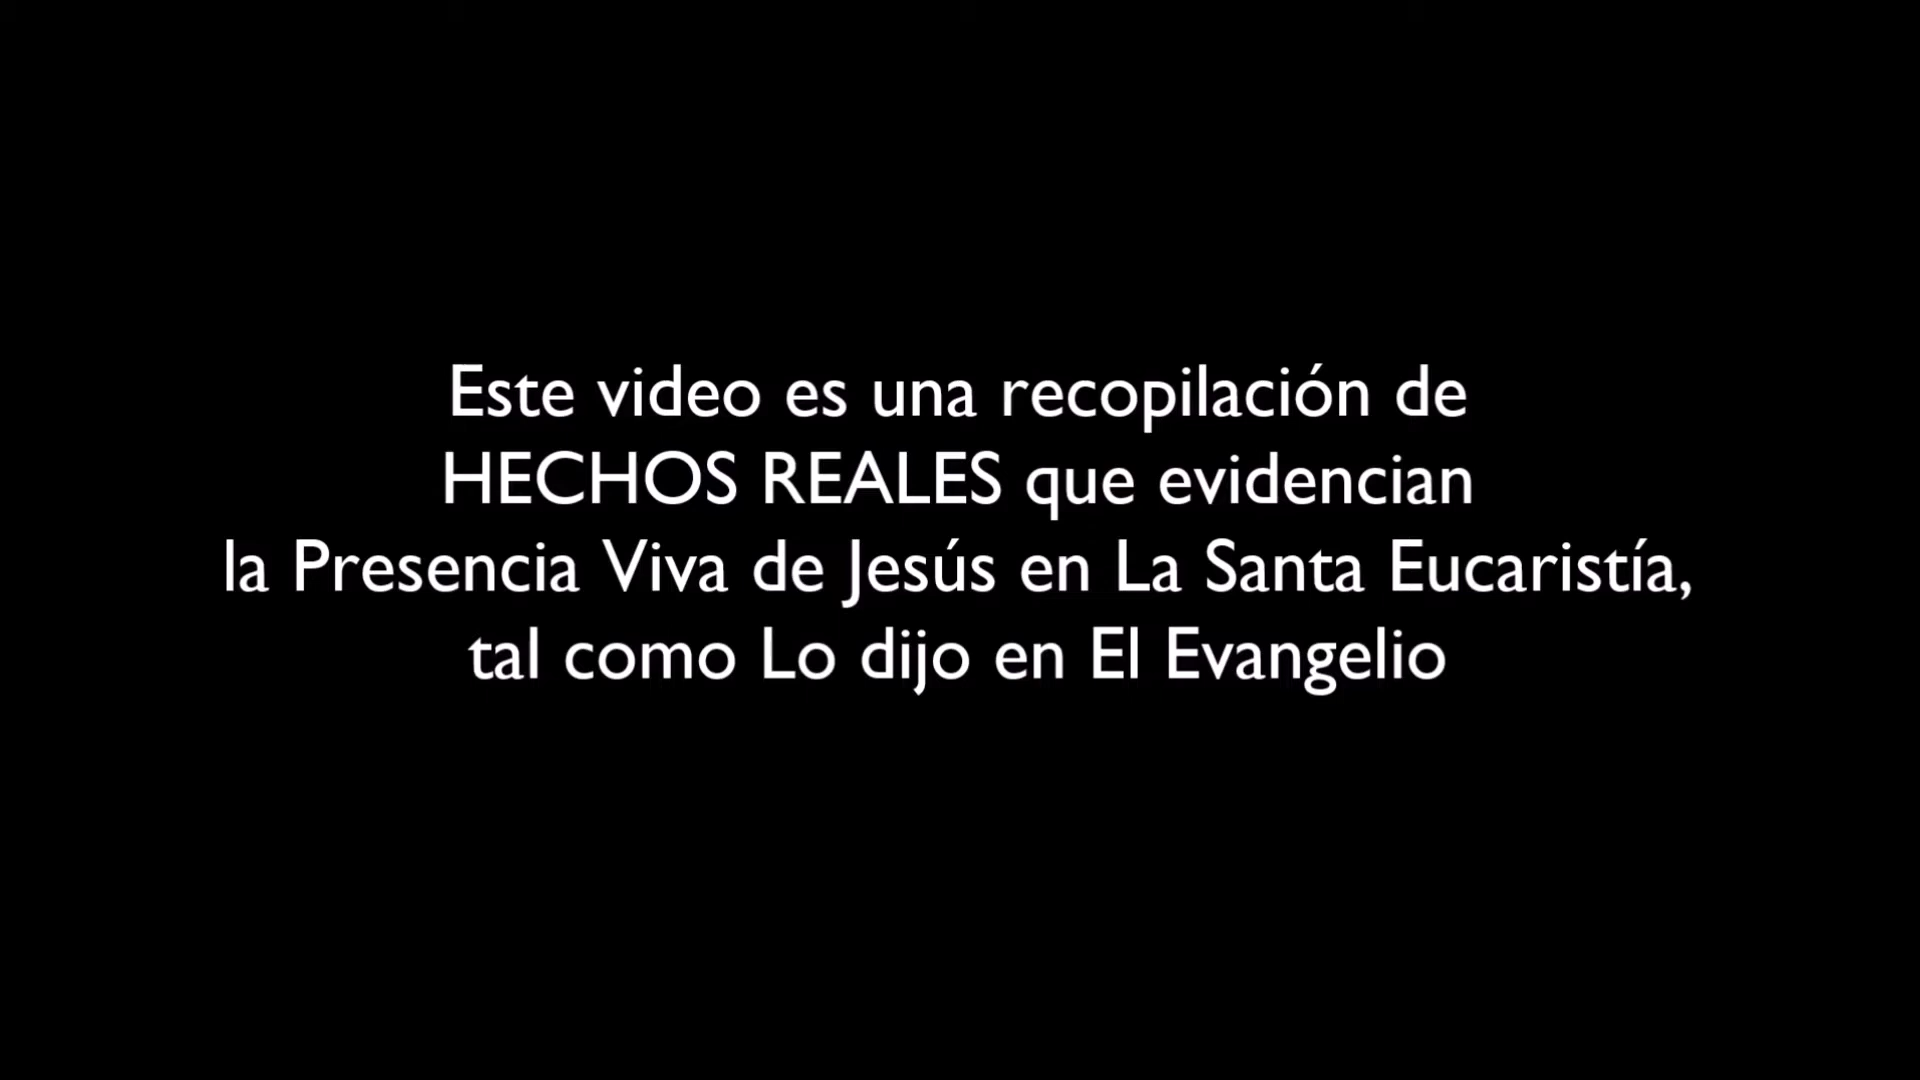 Este video es una recopilación de
HECHOS REALES que evidencian
la Presencia Viva de Jesús en La Santa Eucaristía,
tal como Lo dijo en El Evangelio